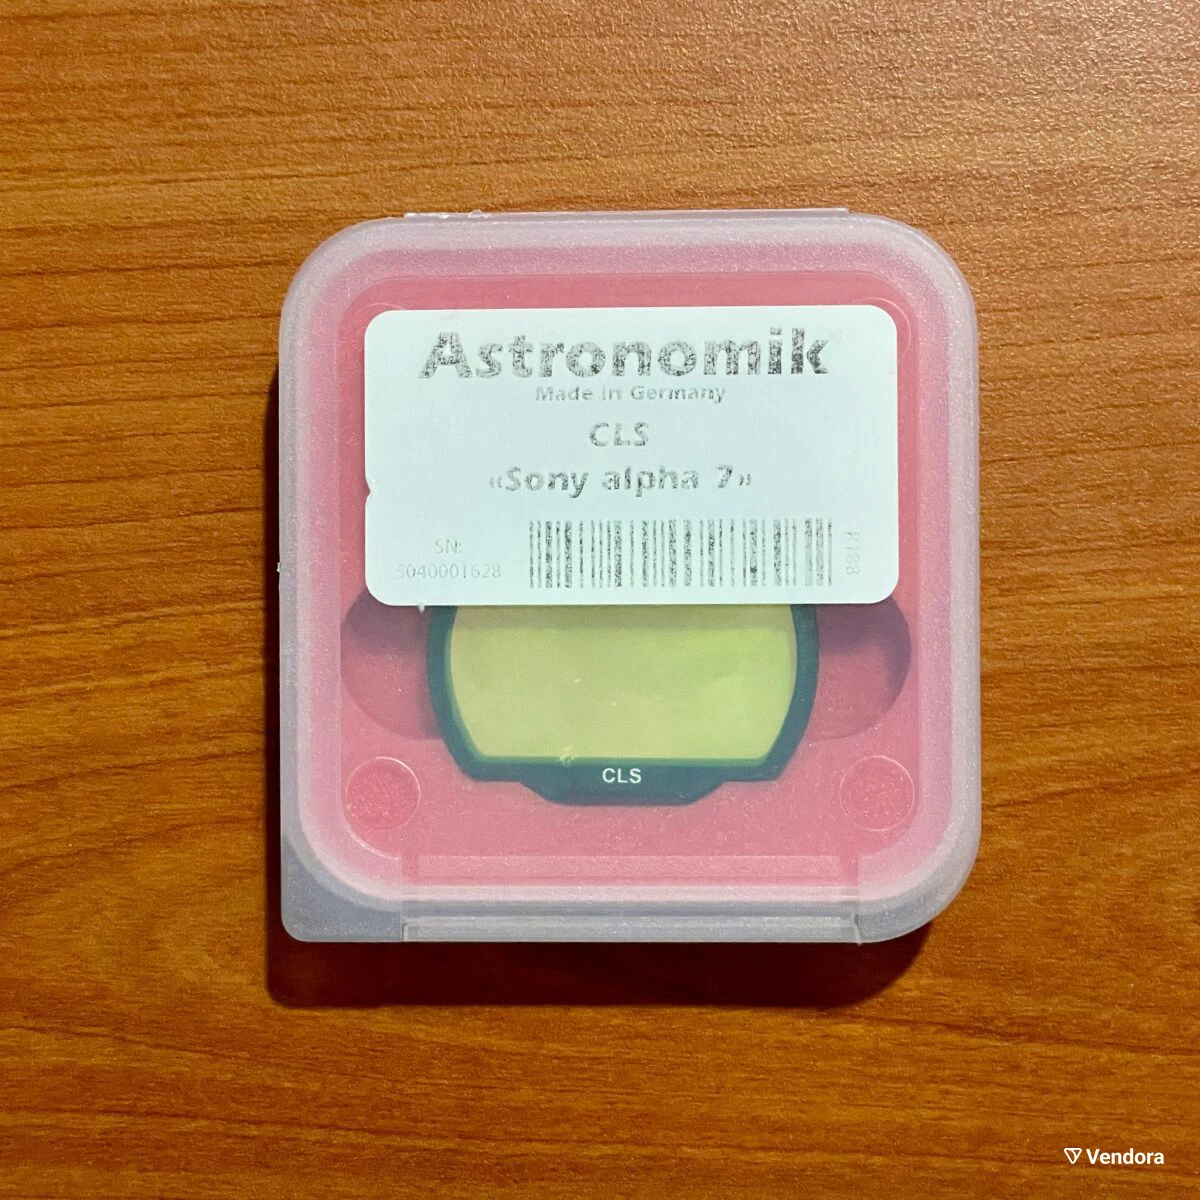 Astronomik
Made in Germany
CLS
«Sony alpha 7»
SN:
5040001628
CLS
Vendora